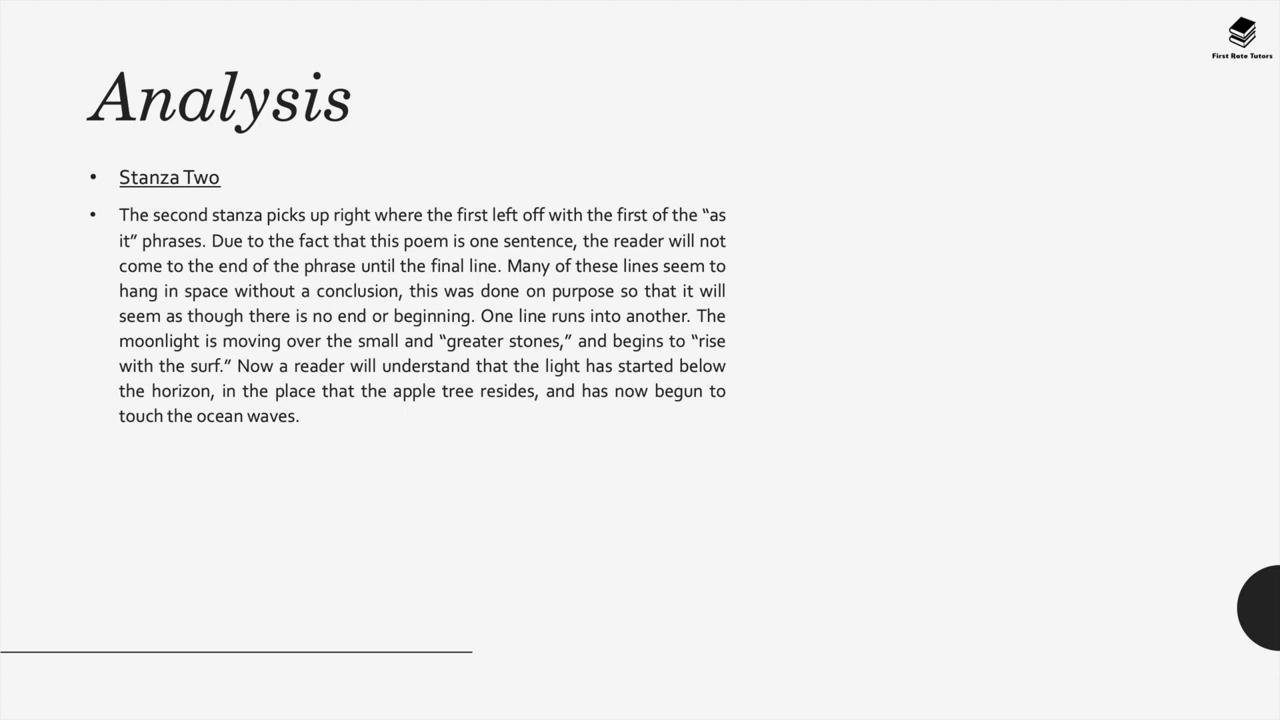 First Rate Tutors
Analysis
• Stanza Two
• The second stanza picks up right where the first left off with the first of the “as
it” phrases. Due to the fact that this poem is one sentence, the reader will not
come to the end of the phrase until the final line. Many of these lines seem to
hang in space without a conclusion, this was done on purpose so that it will
seem as though there is no end or beginning. One line runs into another. The
moonlight is moving over the small and “greater stones,” and begins to “rise
with the surf.” Now a reader will understand that the light has started below
the horizon, in the place that the apple tree resides, and has now begun to
touch the ocean waves.